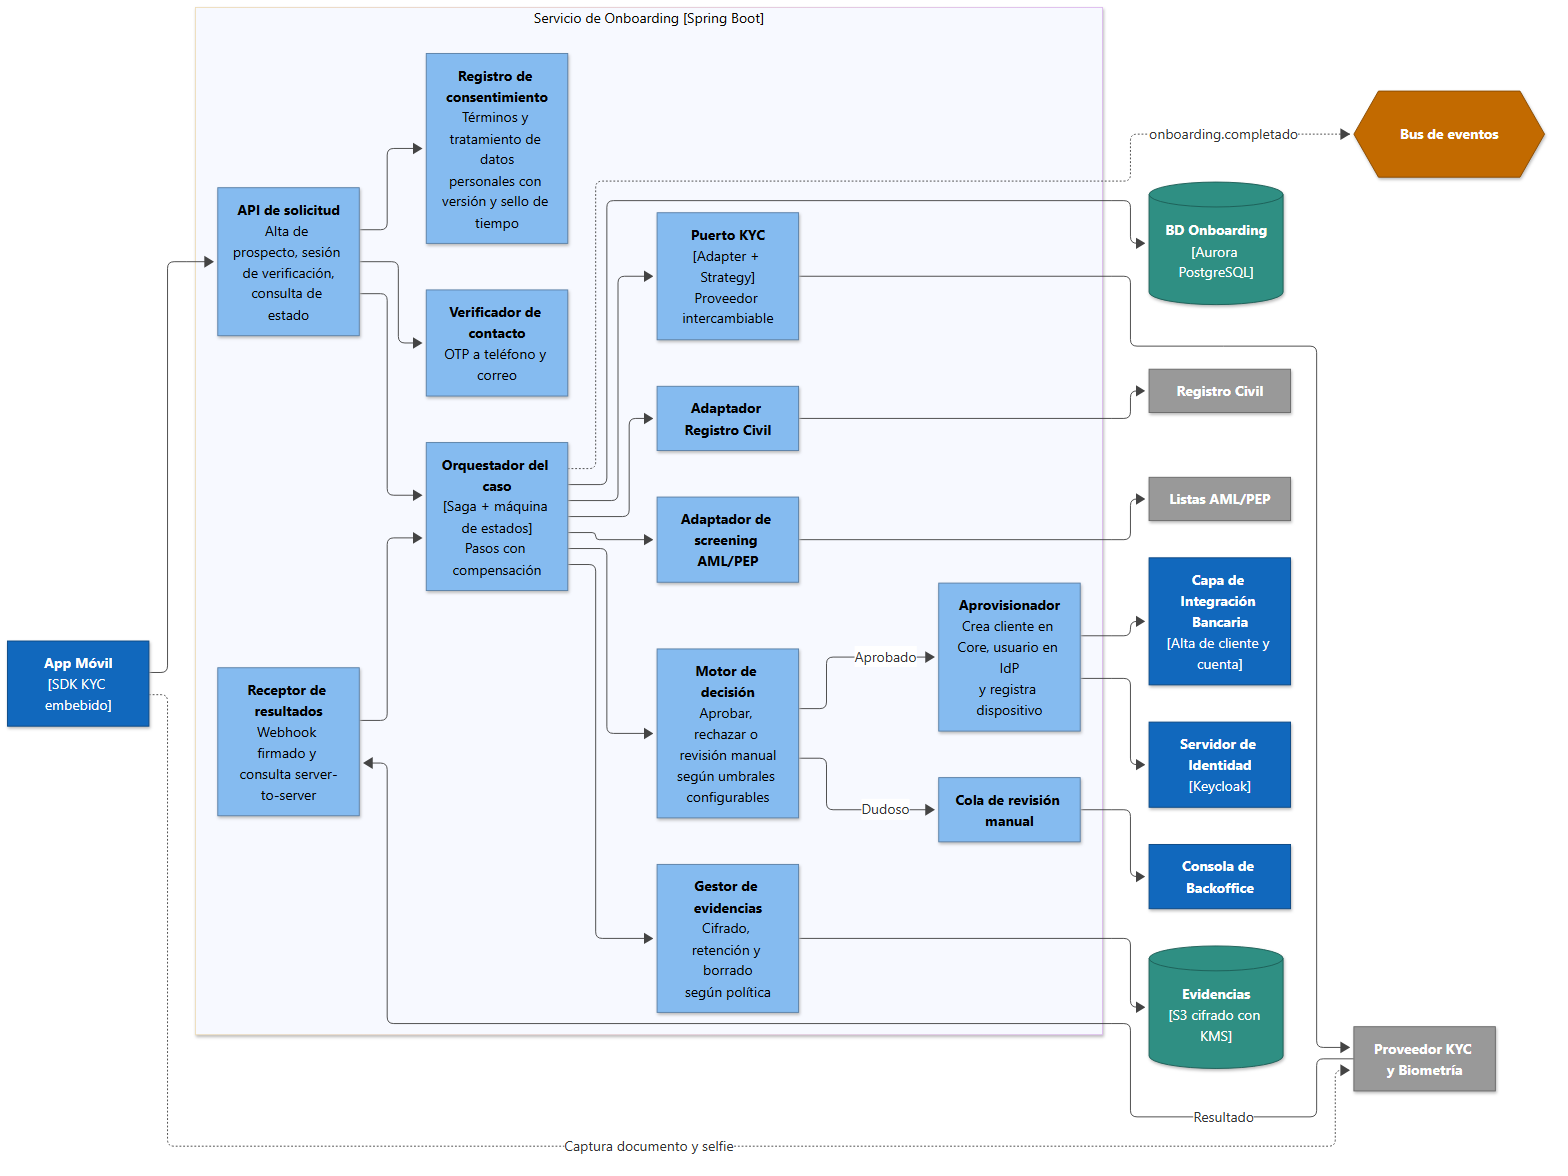 Servicio de Onboarding [Spring Boot]
Registro de
consentimiento
Términos y
tratamiento de
datos
personales con
versión y sello de
tiempo
API de solicitud
Alta de
prospecto, sesión
de verificación,
consulta de
estado
Verificador de
contacto
OTP a teléfono y
correo
Orquestador del
caso
[Saga + máquina
de estados]
Pasos con
compensación
App Móvil
[SDK KYC
embebido]
Receptor de
resultados
Webhook
firmado y
consulta server-
to-server
Puerto KYC
[Adapter +
Strategy]
Proveedor
intercambiable
Adaptador
Registro Civil
Adaptador de
screening
AML/PEP
Motor de
decisión
Aprobar,
rechazar o
revisión manual
según umbrales
configurables
Gestor de
evidencias
Cifrado,
retención y
borrado
según política
Aprobado
Dudoso
Aprovisionador
Crea cliente en
Core, usuario en
IdP
y registra
dispositivo
Cola de revisión
manual
onboarding.completado
Bus de eventos
BD Onboarding
[Aurora
PostgreSQL]
Registro Civil
Listas AML/PEP
Capa de
Integración
Bancaria
[Alta de cliente y
cuenta]
Servidor de
Identidad
[Keycloak]
Consola de
Backoffice
Evidencias
[S3 cifrado con
KMS]
Proveedor KYC
y Biometría
Resultado
Captura documento y selfie